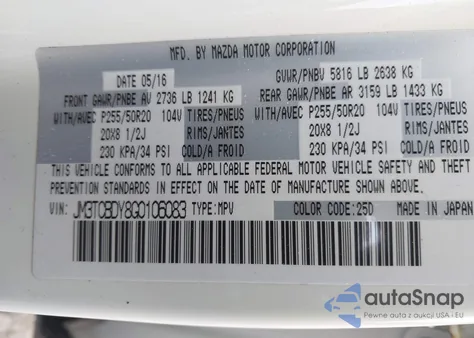 MFD. BY MAZDA MOTOR CORPORATION
DATE 05/16 GVWR/PNBV 5816 LB 2638 KG
FRONT GAWR/PNBE AV 2736 LB 1241 KG REAR GAWR/PNBE AR 3159 LB 1433 KG
WITH/AVEC P255/50R20 104V TIRES/PNEUS WITH/AVEC P255/50R20 104V TIRES/PNEUS
20X8 1/2J RIMS/JANTES 20X8 1/2J RIMS/JANTES
230 KPA/34 PSI COLD/A FROID 230 KPA/34 PSI COLD/A FROID
THIS VEHICLE CONFORMS TO ALL APPLICABLE FEDERAL MOTOR VEHICLE SAFETY AND THEFT
PREVENTION STANDARDS IN EFFECT ON THE DATE OF MANUFACTURE SHOWN ABOVE.
JM3TCBDY8G0106083 TYPE:MPV COLOR CODE:25D MADE IN JAPAN
autoSnap
Pewne auta z aukcji USA - EU